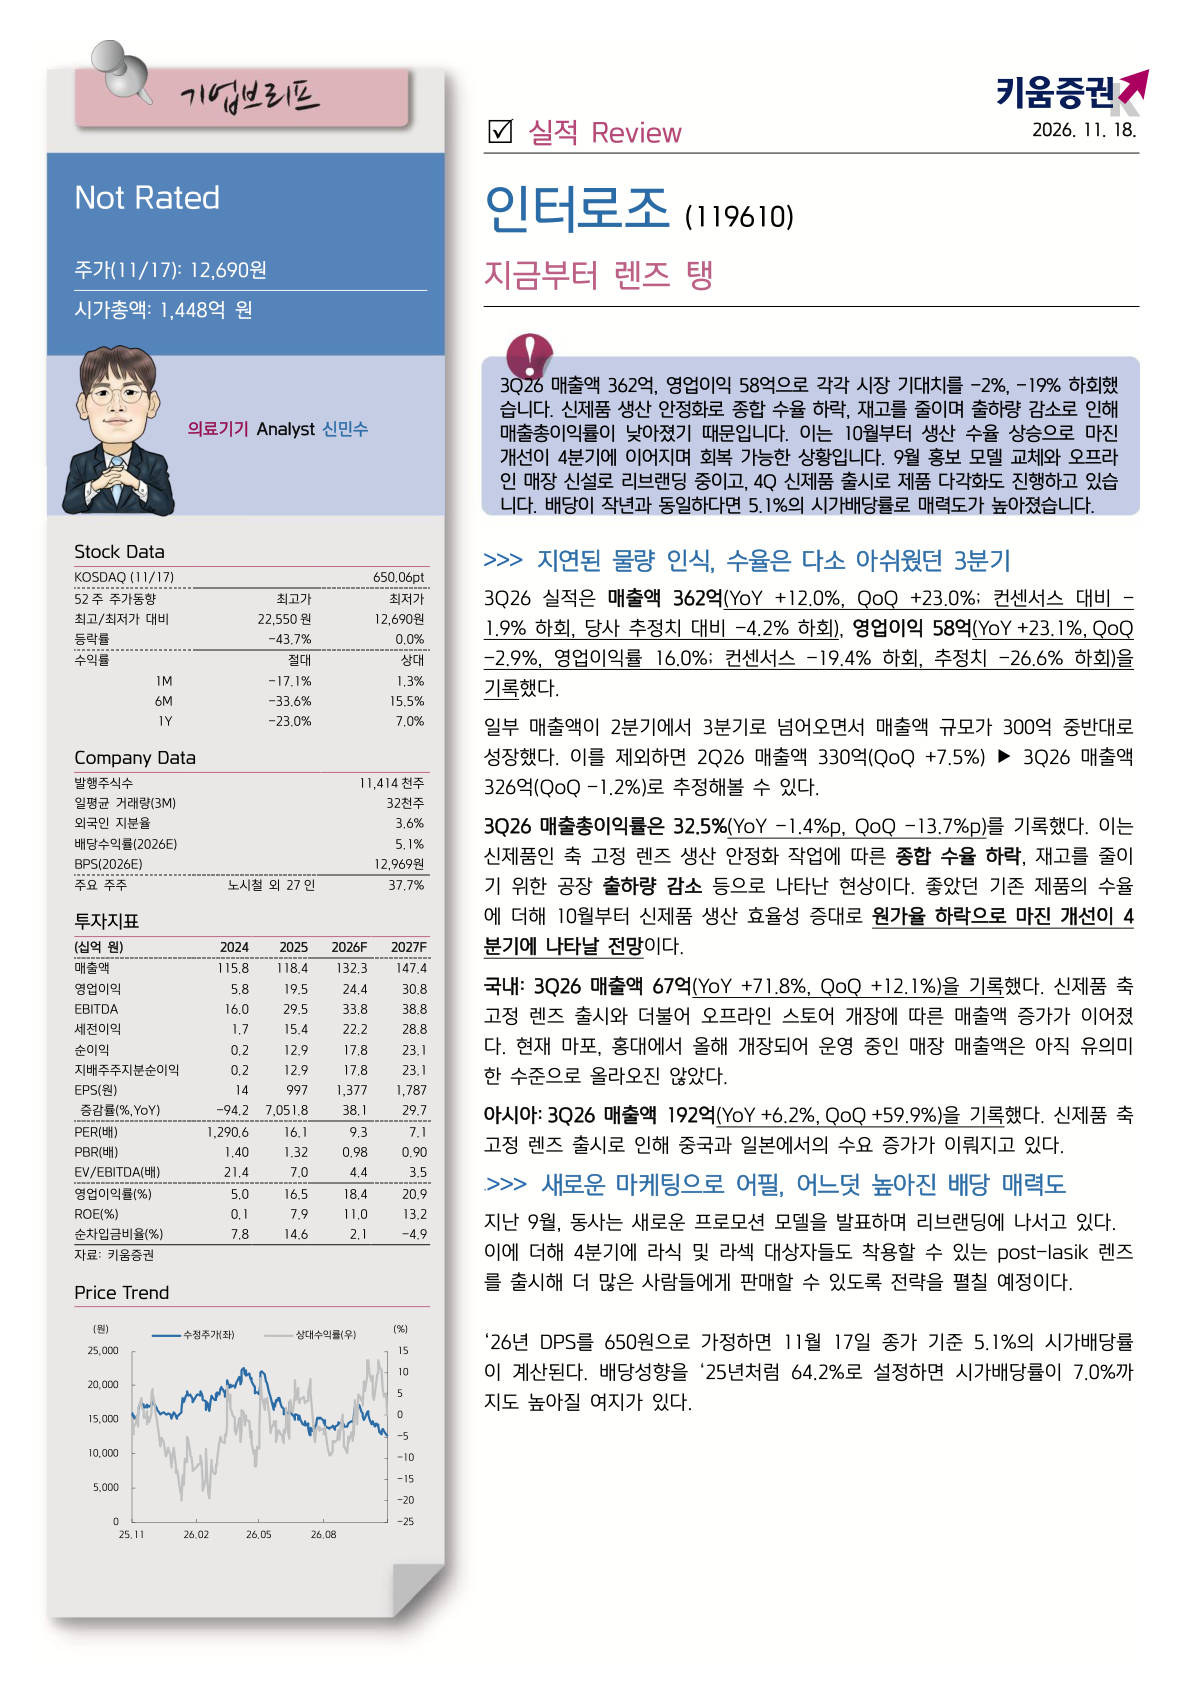 기업브리프
Not Rated
주가(11/17): 12,690원
시가총액: 1,448억 원
의료기기 Analyst 신민수
Stock Data
KOSDAQ (11/17) 650.06pt
52주 주가동향 최고가 최저가
최고/최저가 대비 22,550원 12,690원
등락률 -43.7% 0.0%
수익률 절대 상대
1M -17.1% 1.3%
6M -33.6% 15.5%
1Y -23.0% 7.0%
Company Data
발행주식수 11,414천주
일평균 거래량(3M) 32천주
외국인 지분율 3.6%
배당수익률(2026E) 5.1%
BPS(2026E) 12,969원
주요 주주 노시철 외 27인 37.7%
투자지표
(십억 원) 2024 2025 2026F 2027F
매출액 115.8 118.4 132.3 147.4
영업이익 5.8 19.5 24.4 30.8
EBITDA 16.0 29.5 33.8 38.8
세전이익 1.7 15.4 22.2 28.8
순이익 0.2 12.9 17.8 23.1
지배주주지분순이익 0.2 12.9 17.8 23.1
EPS(원) 14 997 1,377 1,787
증감률(%,YoY) -94.2 7,051.8 38.1 29.7
PER(배) 1,290.6 16.1 9.3 7.1
PBR(배) 1.40 1.32 0.98 0.90
EV/EBITDA(배) 21.4 7.0 4.4 3.5
영업이익률(%) 5.0 16.5 18.4 20.9
ROE(%) 0.1 7.9 11.0 13.2
순차입금비율(%) 7.8 14.6 2.1 -4.9
자료: 키움증권
Price Trend
(원) 수정주가(좌) 상대수익률(우) (%)
25,000
20,000
15,000
10,000
5,000
0
15
10
5
0
-5
-10
-15
-20
-25
25.11 26.02 26.05 26.08
키움증권
☑ 실적 Review
2026. 11. 18.
인터로조 (119610)
지금부터 렌즈 탱
3Q26 매출액 362억, 영업이익 58억으로 각각 시장 기대치를 -2%, -19% 하회했
습니다. 신제품 생산 안정화로 종합 수율 하락, 재고를 줄이며 출하량 감소로 인해
매출총이익률이 낮아졌기 때문입니다. 이는 10월부터 생산 수율 상승으로 마진
개선이 4분기에 이어지며 회복 가능한 상황입니다. 9월 홍보 모델 교체와 오프라
인 매장 신설로 리브랜딩 중이고, 4Q 신제품 출시로 제품 다각화도 진행하고 있습
니다. 배당이 작년과 동일하다면 5.1%의 시가배당률로 매력도가 높아졌습니다.
>>> 지연된 물량 인식, 수율은 다소 아쉬웠던 3분기
3Q26 실적은 매출액 362억(YoY +12.0%, QoQ +23.0%; 컨센서스 대비 -
1.9% 하회, 당사 추정치 대비 -4.2% 하회), 영업이익 58억(YoY +23.1%, QoQ
-2.9%, 영업이익률 16.0%; 컨센서스 -19.4% 하회, 추정치 -26.6% 하회)을
기록했다.
일부 매출액이 2분기에서 3분기로 넘어오면서 매출액 규모가 300억 중반대로
성장했다. 이를 제외하면 2Q26 매출액 330억(QoQ +7.5%) ▶ 3Q26 매출액
326억(QoQ -1.2%)로 추정해볼 수 있다.
3Q26 매출총이익률은 32.5%(YoY -1.4%p, QoQ -13.7%p)를 기록했다. 이는
신제품인 축 고정 렌즈 생산 안정화 작업에 따른 종합 수율 하락, 재고를 줄이
기 위한 공장 출하량 감소 등으로 나타난 현상이다. 좋았던 기존 제품의 수율
에 더해 10월부터 신제품 생산 효율성 증대로 원가율 하락으로 마진 개선이 4
분기에 나타날 전망이다.
국내: 3Q26 매출액 67억(YoY +71.8%, QoQ +12.1%)을 기록했다. 신제품 축
고정 렌즈 출시와 더불어 오프라인 스토어 개장에 따른 매출액 증가가 이어졌
다. 현재 마포, 홍대에서 올해 개장되어 운영 중인 매장 매출액은 아직 유의미
한 수준으로 올라오진 않았다.
아시아: 3Q26 매출액 192억(YoY +6.2%, QoQ +59.9%)을 기록했다. 신제품 축
고정 렌즈 출시로 인해 중국과 일본에서의 수요 증가가 이뤄지고 있다.
>>> 새로운 마케팅으로 어필, 어느덧 높아진 배당 매력도
지난 9월, 동사는 새로운 프로모션 모델을 발표하며 리브랜딩에 나서고 있다.
이에 더해 4분기에 라식 및 라섹 대상자들도 착용할 수 있는 post-lasik 렌즈
를 출시해 더 많은 사람들에게 판매할 수 있도록 전략을 펼칠 예정이다.
‘26년 DPS를 650원으로 가정하면 11월 17일 종가 기준 5.1%의 시가배당률
이 계산된다. 배당성향을 ‘25년처럼 64.2%로 설정하면 시가배당률이 7.0%까
지도 높아질 여지가 있다.